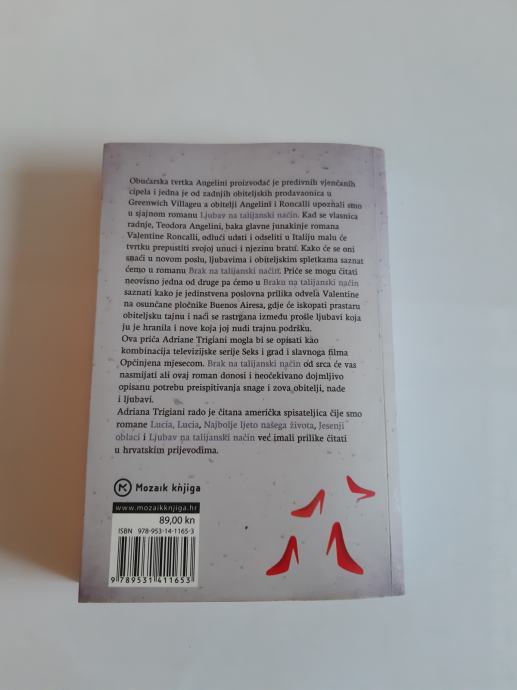 Obućarska tvrtka Angelini proizvođač je predivnih vjenčanih
cipela i jedna je od zadnjih obiteljskih prodavaonica u
Greenwich Villageu a obitelji Angelini i Roncalli upoznali smo
u sjajnom romanu Ljubav na talijanski način. Kad se vlasnica
radnje, Teodora Angelini, baka glavne junakinje romana
Valentine Roncalli, odluči udati i odseliti u Italiju malu će
tvrtku prepustiti svojoj unuci i njezinu bratu. Kako će se oni
snaći u novom poslu, ljubavima i obiteljskim spletkama saznat
ćemo u romanu Brak na talijanski način. Priče se mogu čitati
neovisno jedna od druge pa ćemo u Braku na talijanski način
saznati kako je jedinstvena poslovna prilika odvela Valentine
na osunčane pločnike Buenos Airesa, gdje će iskopati prastaru
obiteljsku tajnu i naći se rastrgana između prošle ljubavi koja
ju je hranila i nove koja joj nudi trajnu podršku.
Ova priča Adriane Trigiani mogla bi se opisati kao
kombinacija televizijske serije Seks i grad i slavnoga filma
Opčinjena mjesecom. Brak na talijanski način od srca će vas
nasmijati ali ovaj roman donosi i neočekivano dojmljivo
opisanu potrebu preispitivanja snage i zova obitelji, nade
i ljubavi.
Adriana Trigiani rado je čitana američka spisateljica čije smo
romane Lucia, Lucia, Najbolje ljeto našega života, Jesenji
oblaci i Ljubav na talijanski način već imali prilike čitati
u hrvatskim prijevodima.
Mozaik knjiga
www.mozaikknjiga.hr
89,00 kn
ISBN 978-953-14-1165-3
9 789531 411653